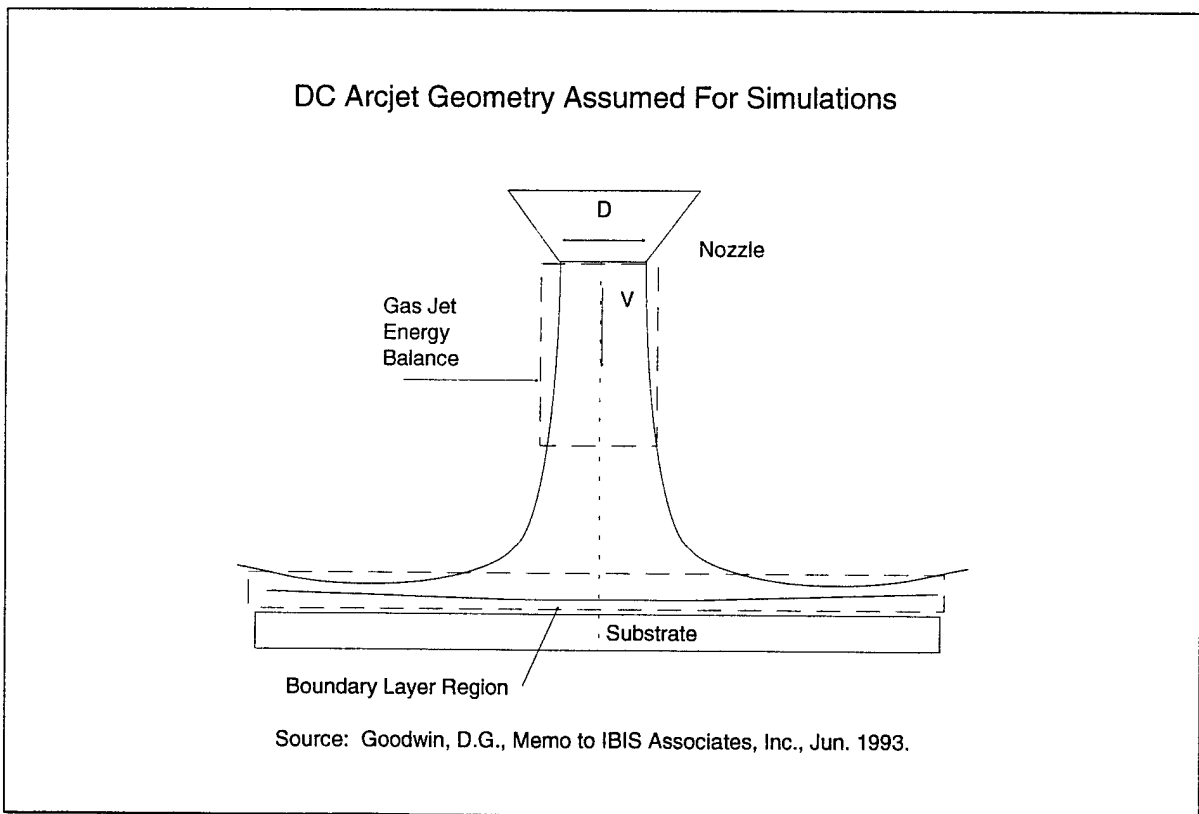 DC Arcjet Geometry Assumed For Simulations
D
Nozzle
V
Gas Jet
Energy
Balance
Substrate
Boundary Layer Region
Source: Goodwin, D.G., Memo to IBIS Associates, Inc., Jun. 1993.